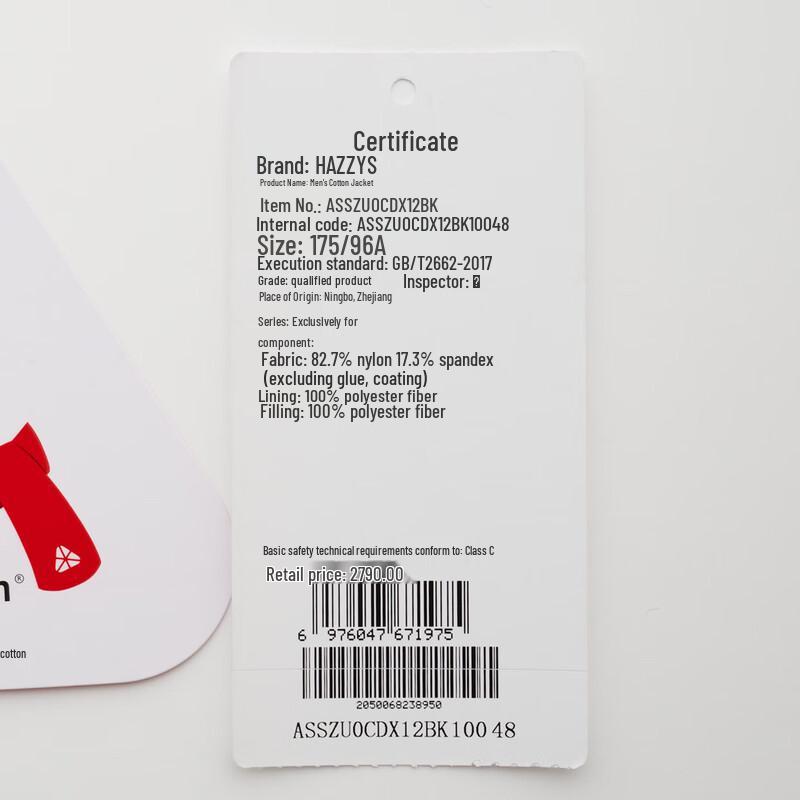 Certificate
Brand: HAZZYS
Product Name: Men's Cotton Jacket
Item No.: ASSZU0CDX12BK
Internal code: ASSZU0CDX12BK10048
Size: 175/96A
Execution standard: GB/T2662-2017
Grade: qualified product Inspector:
Place of Origin: Ningbo, Zhejiang
Series: Exclusively for
component:
Fabric: 82.7% nylon 17.3% spandex
(excluding glue, coating)
Lining: 100% polyester fiber
Filling: 100% polyester fiber
Basic safety technical requirements conform to: Class C
Retail price: 2790.00
6 976047 671975
2050068238950
ASSZU0CDX12BK100 48
®
cotton